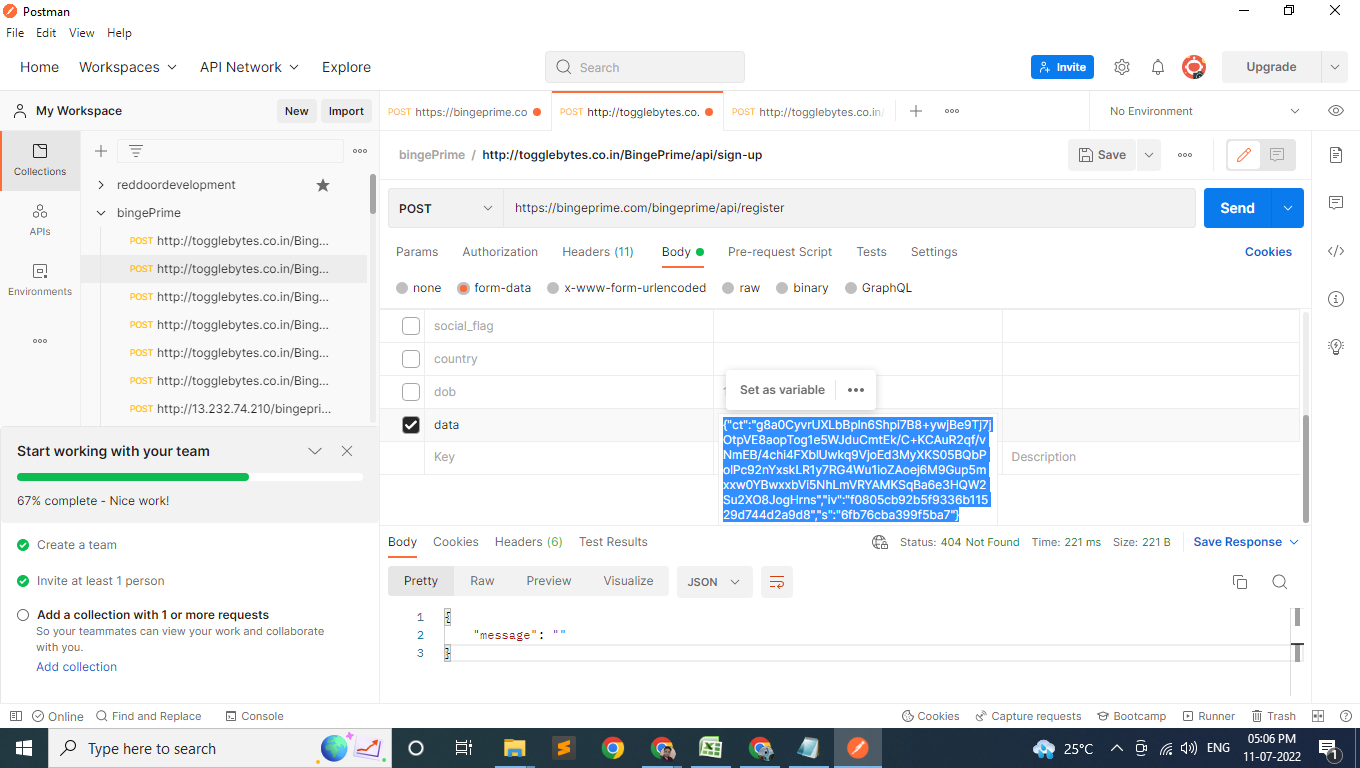 Postman
File Edit View Help
Home Workspaces API Network Explore
Search
Invite
Upgrade
My Workspace
New Import
POST https://bingeprime.co
POST http://togglebytes.co.
POST http://togglebytes.co.in/
No Environment
Collections
APIs
Environments
reddoordevelopment
bingePrime
POST http://togglebytes.co.in/Bing...
POST http://togglebytes.co.in/Bing...
POST http://togglebytes.co.in/Bing...
POST http://togglebytes.co.in/Bing...
POST http://togglebytes.co.in/Bing...
POST http://togglebytes.co.in/Bing...
POST http://13.232.74.210/bingepri...
Start working with your team
67% complete - Nice work!
Create a team
Invite at least 1 person
Add a collection with 1 or more requests
So your teammates can view your work and collaborate
with you.
Add collection
bingePrime / http://togglebytes.co.in/BingePrime/api/sign-up
Save
POST https://bingeprime.com/bingeprime/api/register
Send
Params Authorization Headers (11) Body Pre-request Script Tests Settings
Cookies
none form-data x-www-form-urlencoded raw binary GraphQL
social_flag
country
dob
Set as variable
data
{"ct":"g8a0CyvrUXLbBpIn6Shpi7B8+ywjBe9Tj7j
OtpVE8aopTog1e5WJduCmtEk/C+KCAuR2qf/v
NmEB/4chi4FXblUwkq9VjoEd3MyXKS05BQbP
olPc92nYxskLR1y7RG4Wu1ioZAoej6M9Gup5m
xxw0YBwxxbVi5NhLmVRYAMKSqBa6e3HQW2
Su2XO8JogHrns","iv":"f0805cb92b5f9336b115
29d744d2a9d8","s":"6fb76cba399f5ba7"}
Key
Description
Body Cookies Headers (6) Test Results
Status: 404 Not Found Time: 221 ms Size: 221 B Save Response
Pretty Raw Preview Visualize JSON
1 {
2 "message": ""
3 }
Online Find and Replace Console
Cookies Capture requests Bootcamp Runner Trash
Type here to search
25°C
ENG
05:06 PM
11-07-2022
1